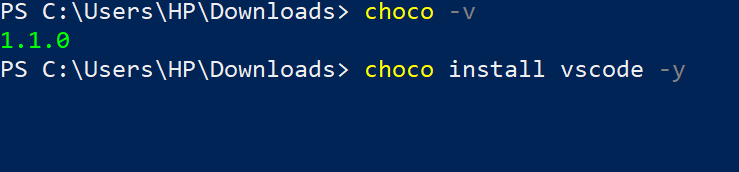 PS C:\Users\HP\Downloads> choco -v
1.1.0
PS C:\Users\HP\Downloads> choco install vscode -y